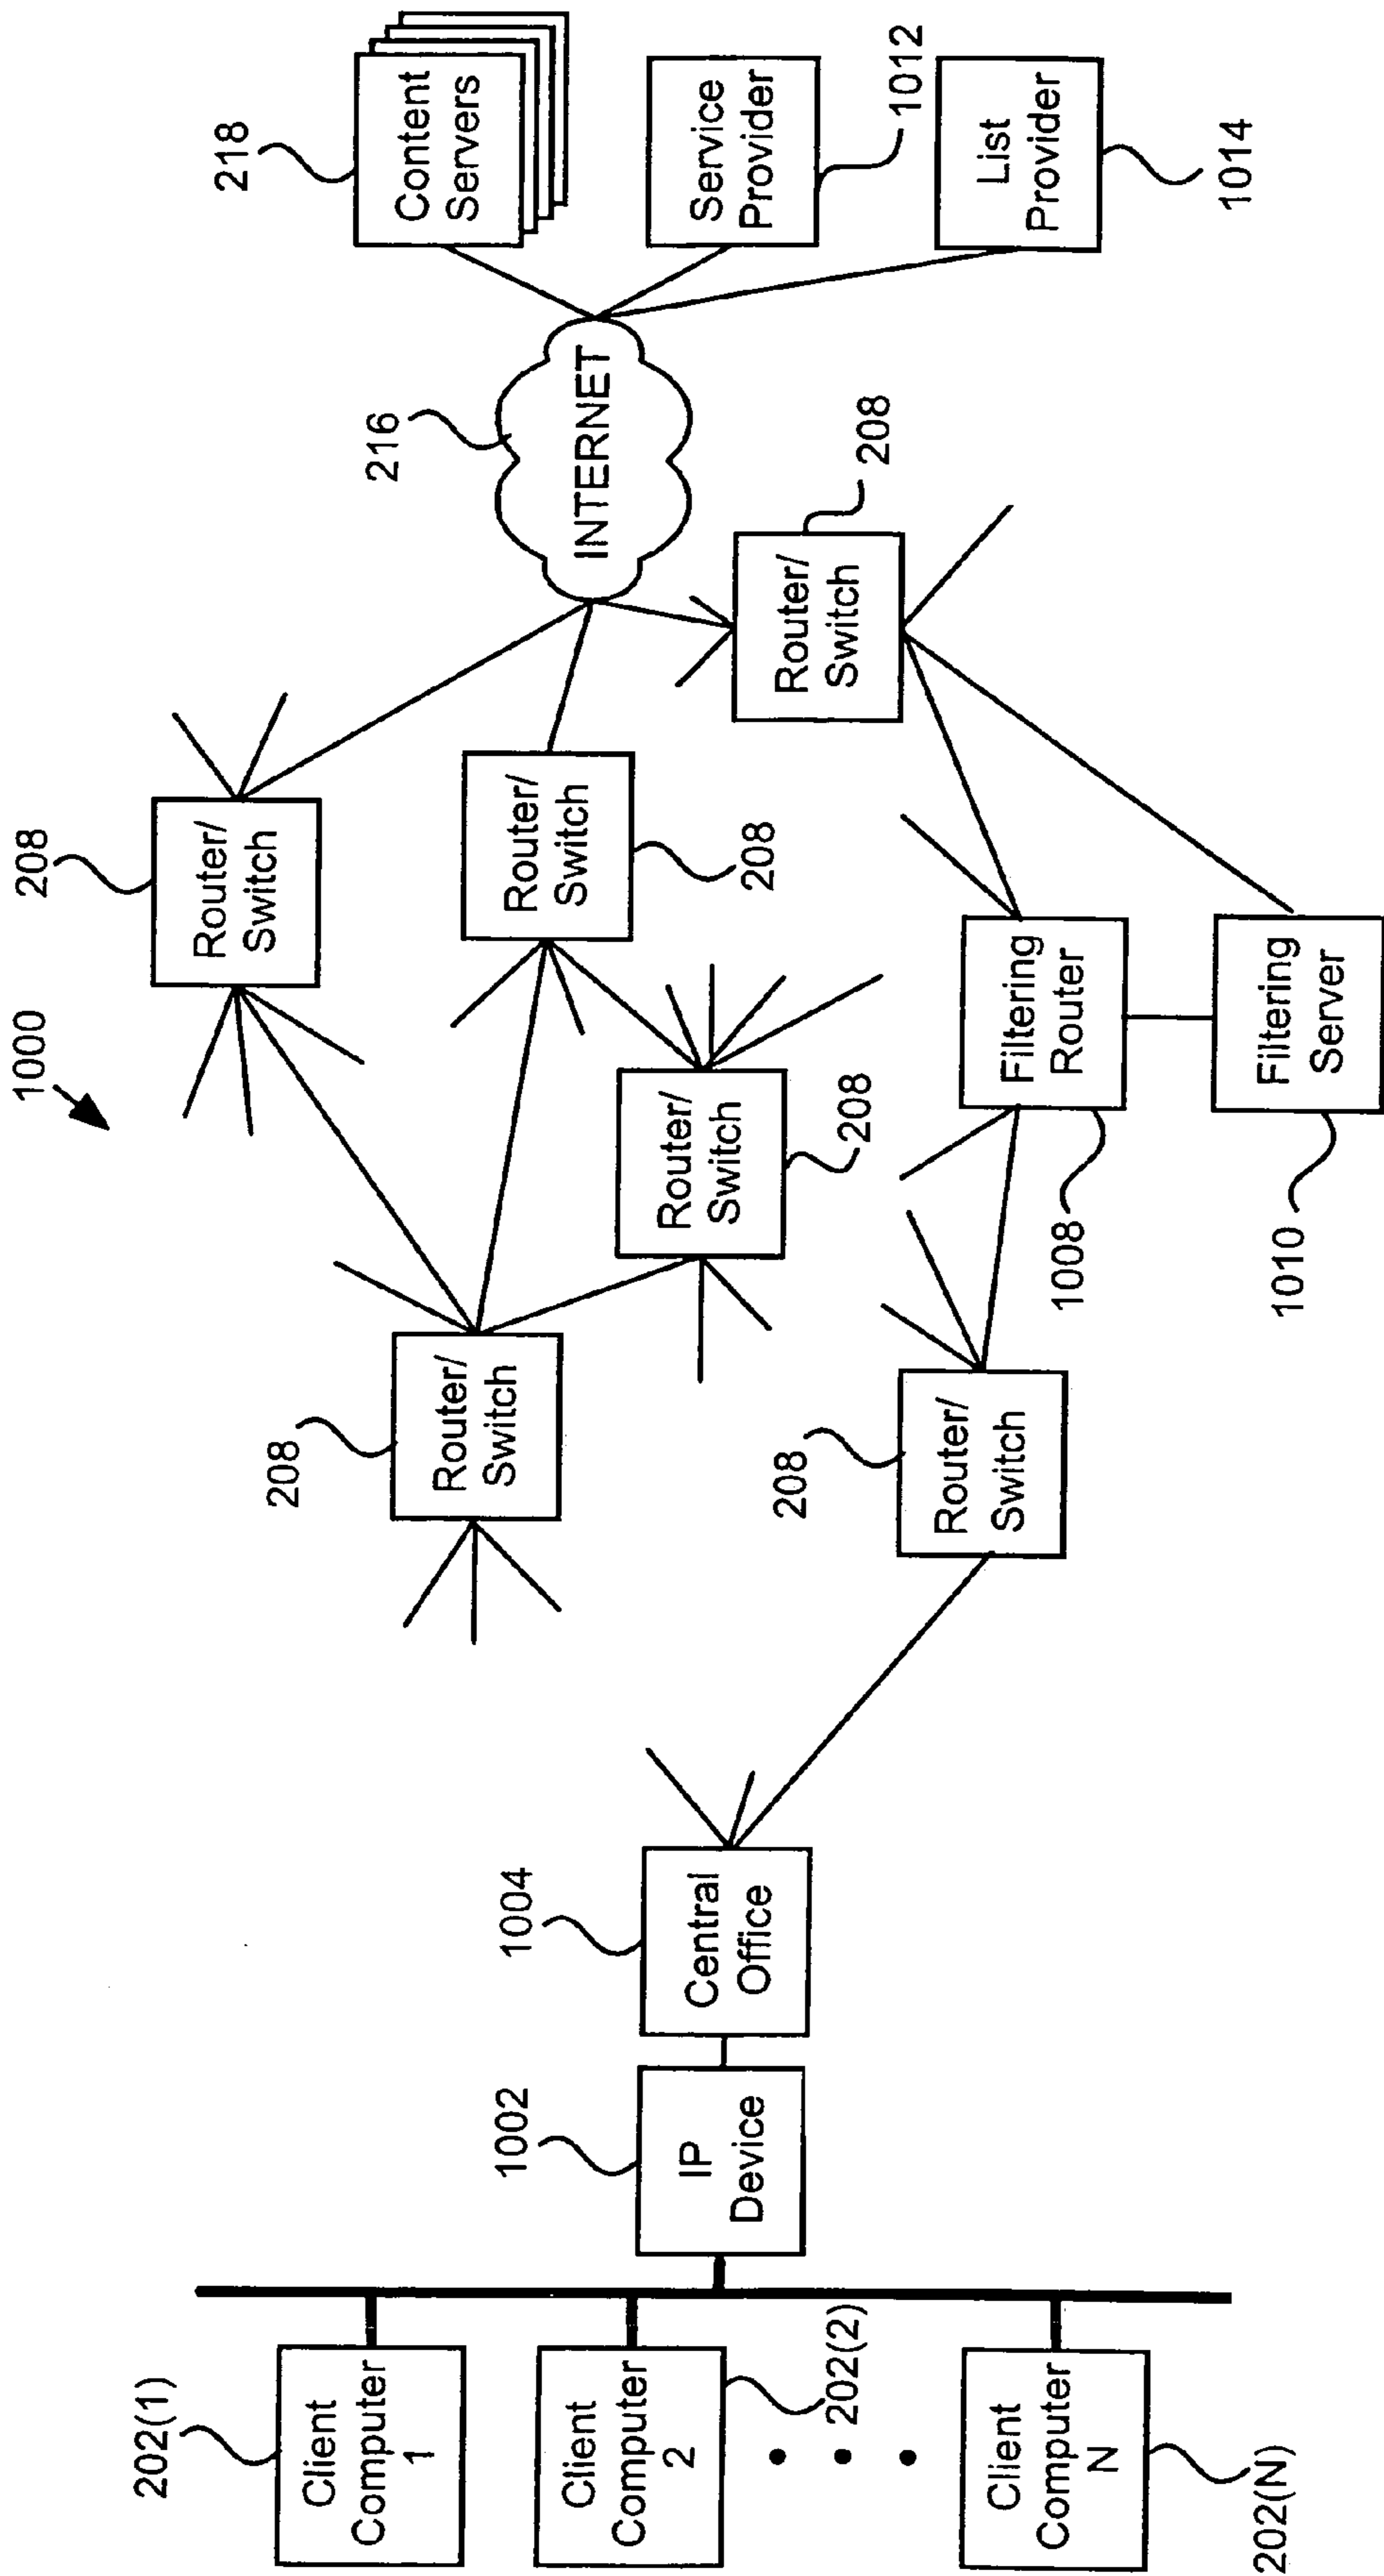 1000
202(1)
Client
Computer
1
Client
Computer
2
202(2)
Client
Computer
N
202(N)
1002
IP
Device
1004
Central
Office
208
Router/
Switch
208
Router/
Switch
Router/
Switch
208
208
Router/
Switch
Router/
Switch
208
Filtering
Router
1008
Filtering
Server
1010
Router/
Switch
208
216
INTERNET
218
Content
Servers
Service
Provider
1012
List
Provider
1014